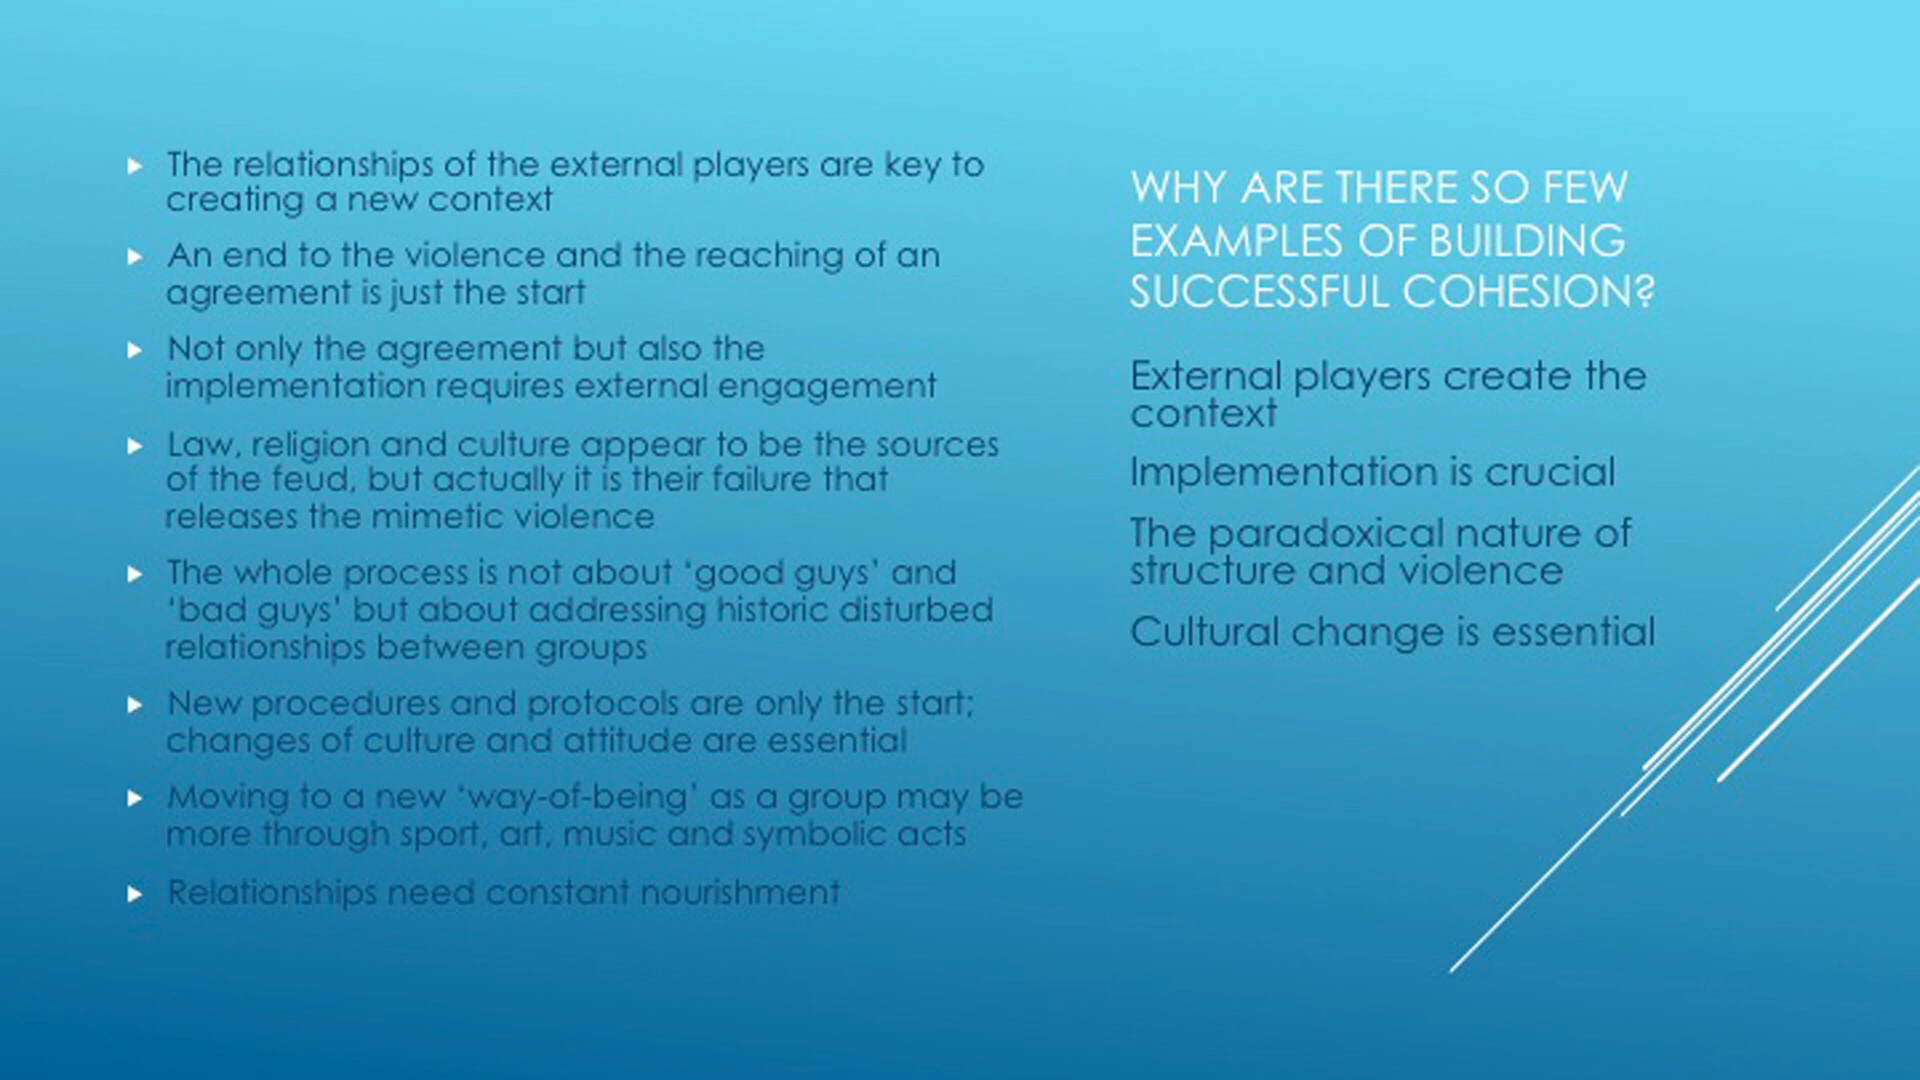 The relationships of the external players are key to
creating a new context
An end to the violence and the reaching of an
agreement is just the start
Not only the agreement but also the
implementation requires external engagement
Law, religion and culture appear to be the sources
of the feud, but actually it is their failure that
releases the mimetic violence
The whole process is not about ‘good guys’ and
‘bad guys’ but about addressing historic disturbed
relationships between groups
New procedures and protocols are only the start;
changes of culture and attitude are essential
Moving to a new ‘way-of-being’ as a group may be
more through sport, art, music and symbolic acts
Relationships need constant nourishment
WHY ARE THERE SO FEW
EXAMPLES OF BUILDING
SUCCESSFUL COHESION?
External players create the
context
Implementation is crucial
The paradoxical nature of
structure and violence
Cultural change is essential